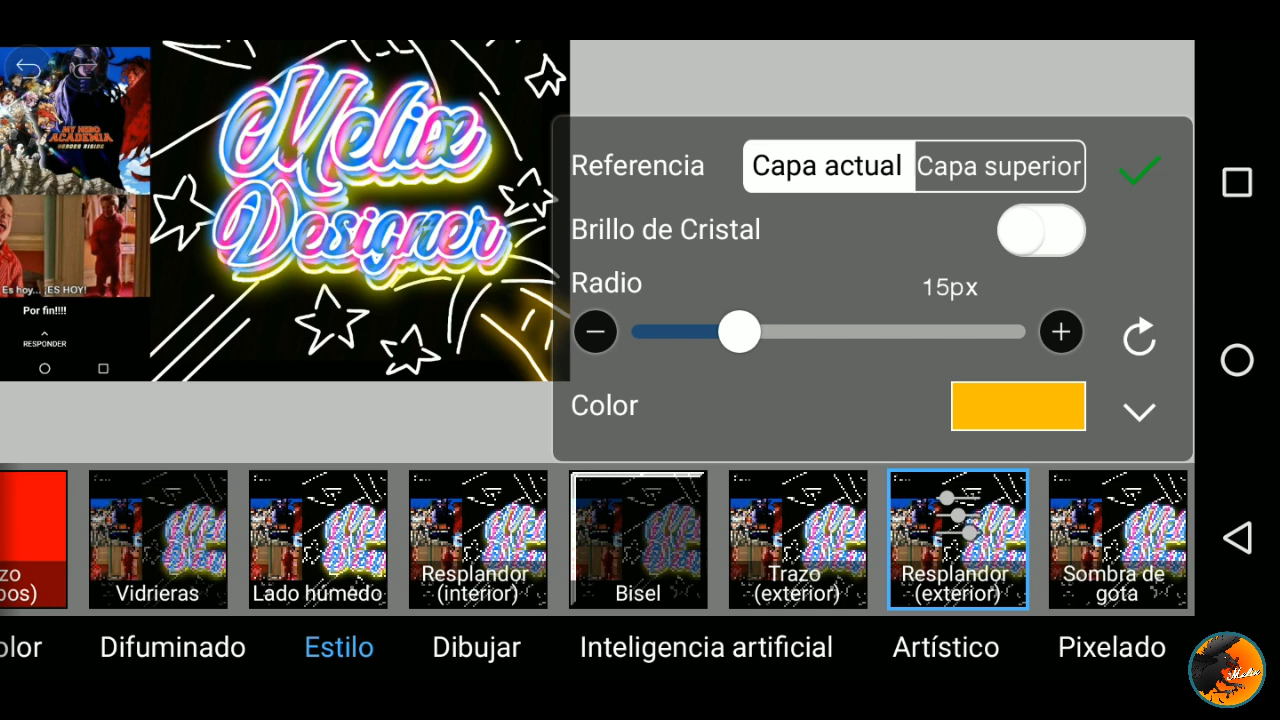 MY HERO
ACADEMIA
HEROES RISING
Es hoy... ¡ES HOY!
Por fin!!!!
RESPONDER
Melix
Designer
Referencia
Capa actual
Capa superior
Brillo de Cristal
Radio
15px
Color
zo
pos)
Vidrieras
Lado húmedo
Resplandor
(interior)
Bisel
Trazo
(exterior)
Resplandor
(exterior)
Sombra de
gota
olor
Difuminado
Estilo
Dibujar
Inteligencia artificial
Artístico
Pixelado
Melix